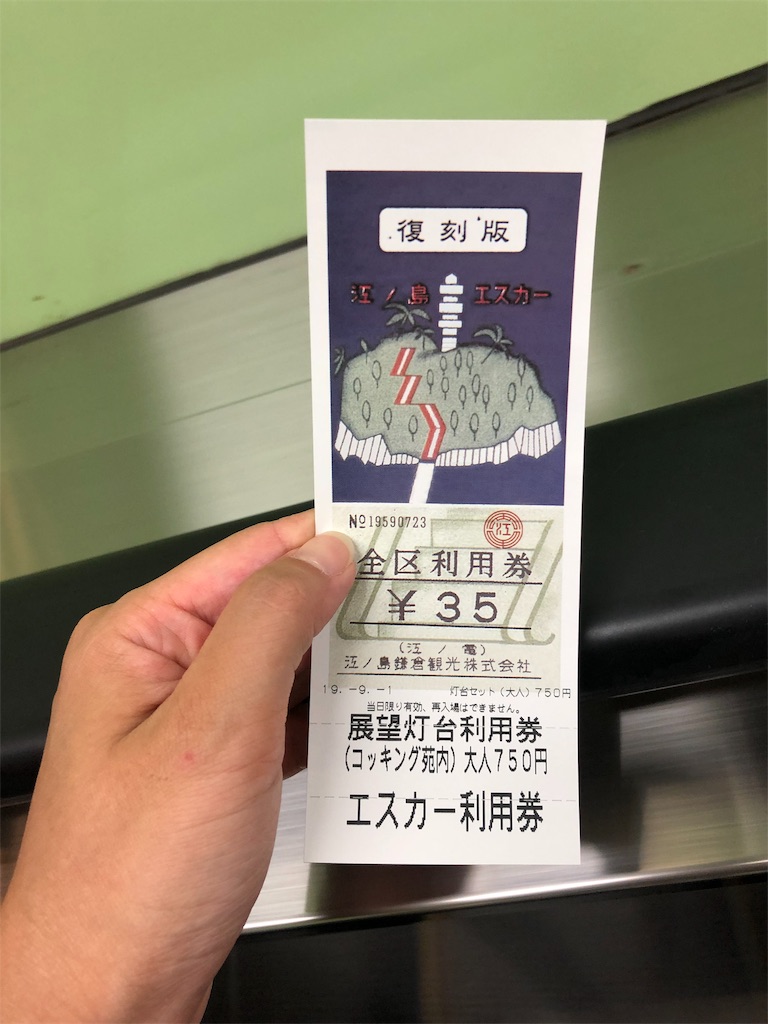 復刻版
江ノ島 エスカー
№19590723
全区利用券
￥35
(江ノ電)
江ノ島鎌倉観光株式会社
19.-9.-1 灯台セット(大人)750円
当日限り有効、再入場はできません。
展望灯台利用券
(コッキング苑内)大人750円
エスカー利用券